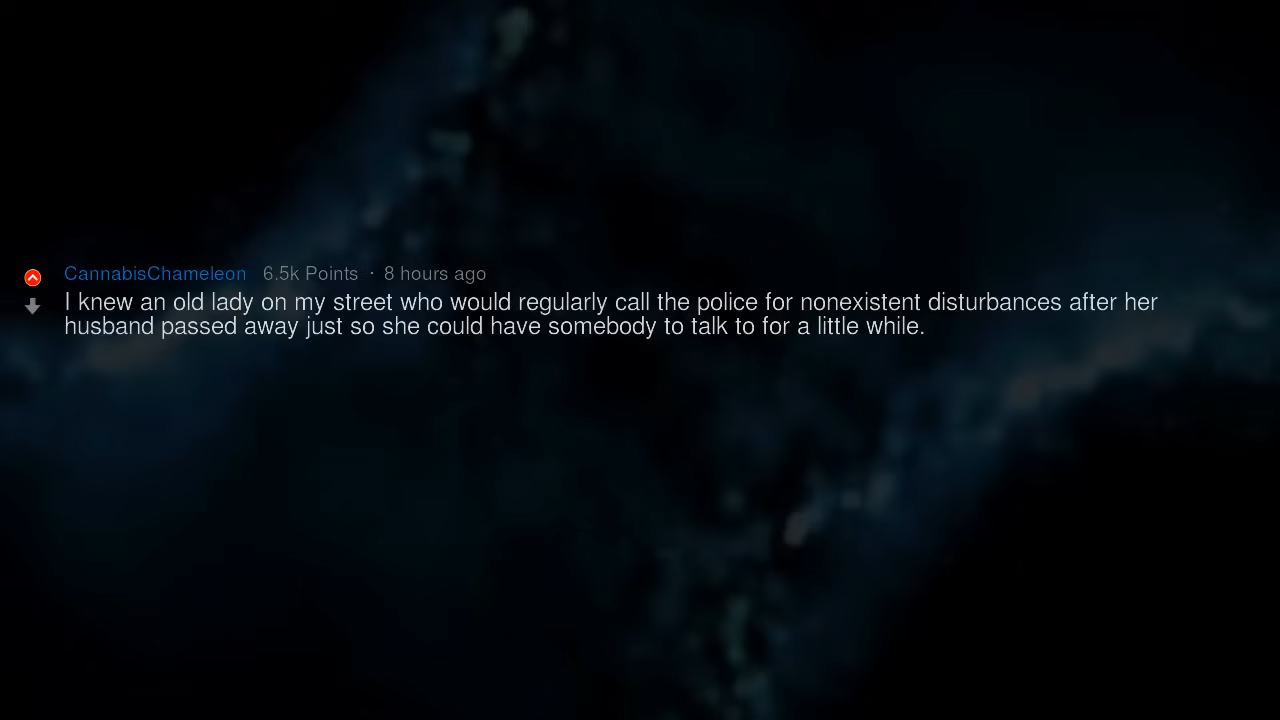 CannabisChameleon 6.5k Points · 8 hours ago
I knew an old lady on my street who would regularly call the police for nonexistent disturbances after her
husband passed away just so she could have somebody to talk to for a little while.